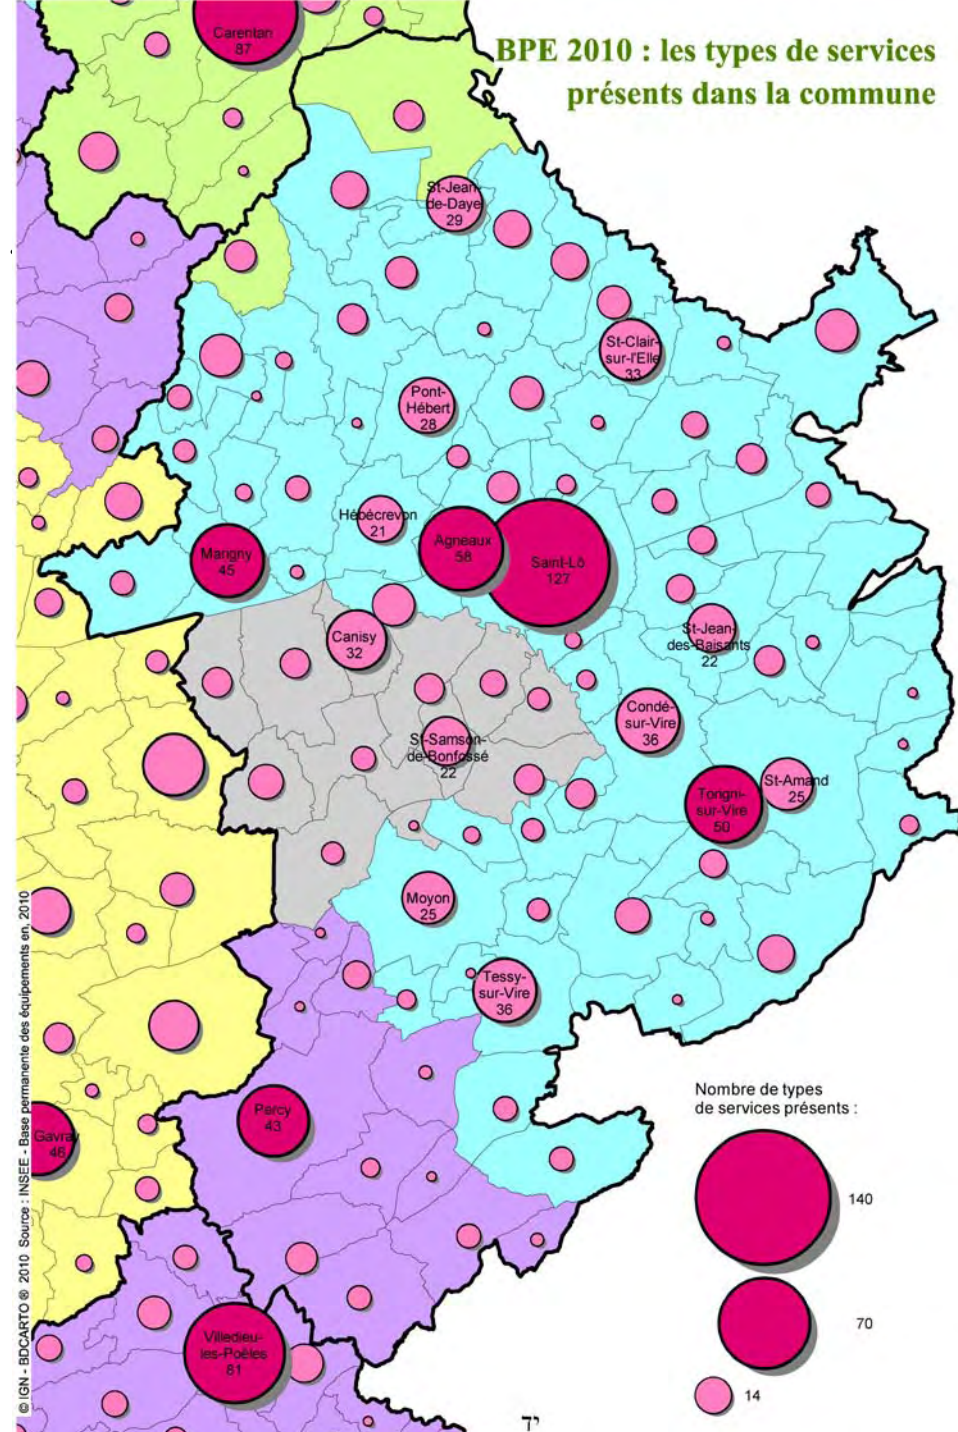 BPE 2010 : les types de services
présents dans la commune
Carentan
87
St-Jean-
de-Daye
29
St-Clair-
sur-l'Elle
33
Pont-
Hébert
28
Hébécrevon
21
Agneaux
58
Saint-Lô
127
Marigny
45
Canisy
32
St-Jean-
des-Baisants
22
Condé-
sur-Vire
36
St-Samson-
de-Bonfossé
22
St-Amand
25
Torigni-
sur-Vire
50
Moyon
25
Tessy-
sur-Vire
36
Percy
43
Gavray
46
Villedieu-
les-Poêles
81
Nombre de types
de services présents :
140
70
14
© IGN - BDCARTO ® 2010 Source : INSEE - Base permanente des équipements en, 2010